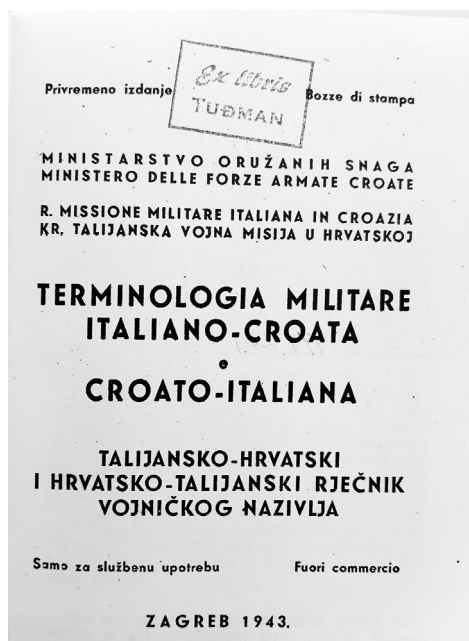 Ex libris
TUĐMAN
Privremeno izdanje
Bozze di stampa
MINISTARSTVO ORUŽANIH SNAGA
MINISTERO DELLE FORZE ARMATE CROATE
R. MISSIONE MILITARE ITALIANA IN CROAZIA
KR. TALIJANSKA VOJNA MISIJA U HRVATSKOJ
TERMINOLOGIA MILITARE
ITALIANO-CROATA
e
CROATO-ITALIANA
TALIJANSKO-HRVATSKI
I HRVATSKO-TALIJANSKI RJEČNIK
VOJNIČKOG NAZIVLJA
Samo za službenu upotrebu
Fuori commercio
ZAGREB 1943.